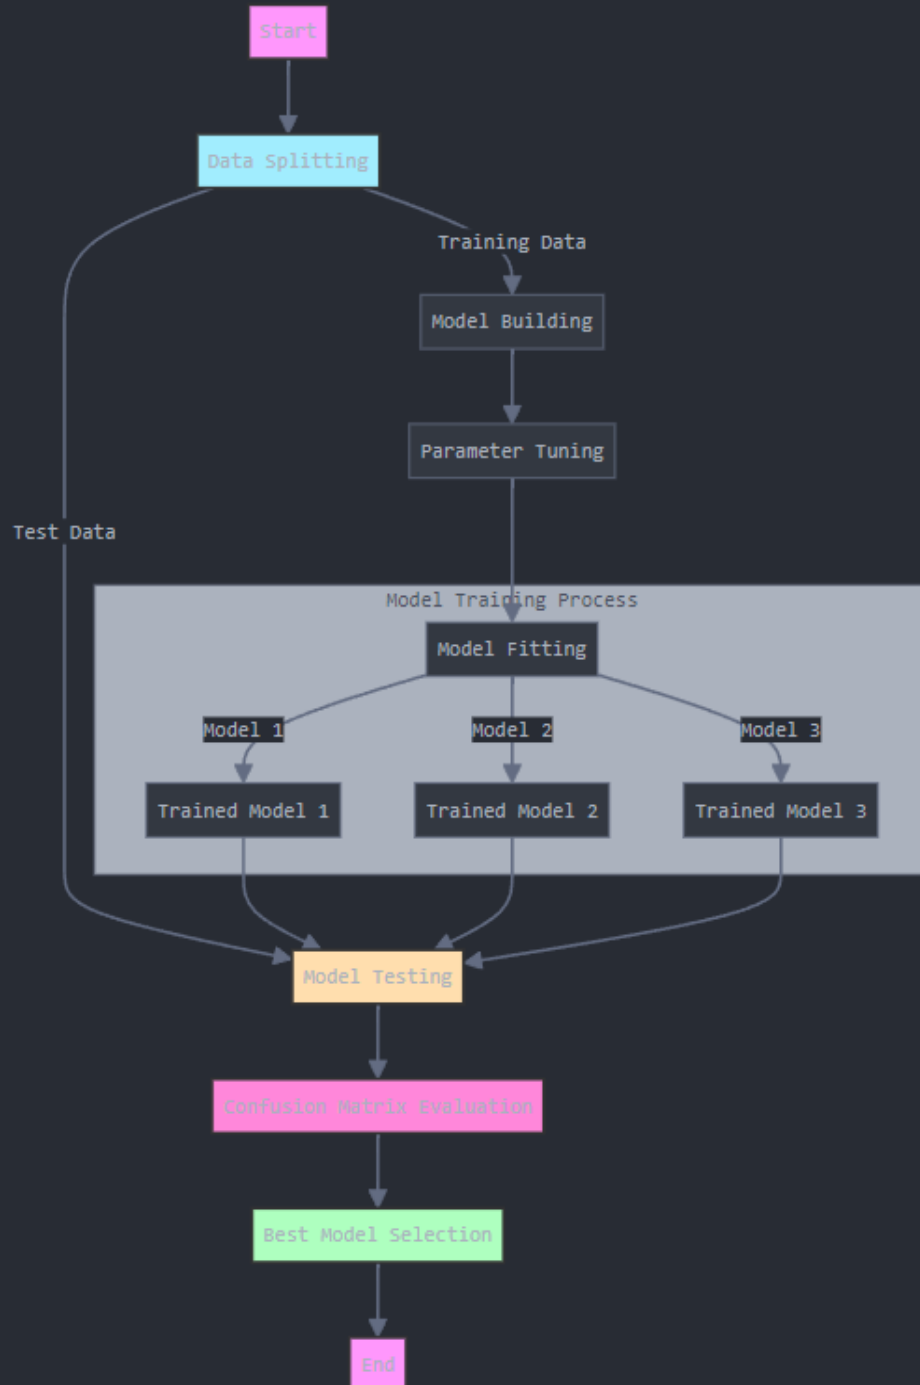 Start
Data Splitting
Training Data
Model Building
Parameter Tuning
Test Data
Model Training Process
Model Fitting
Model 1
Model 2
Model 3
Trained Model 1
Trained Model 2
Trained Model 3
Model Testing
Confusion Matrix Evaluation
Best Model Selection
End